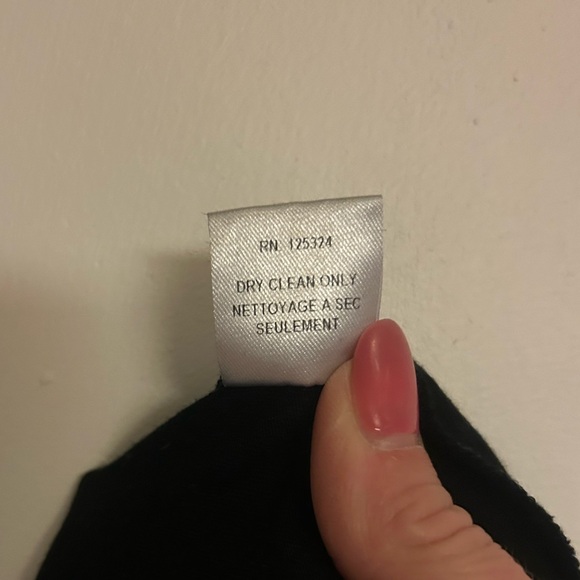 RN. 125324
DRY CLEAN ONLY
NETTOYAGE A SEC
SEULEMENT